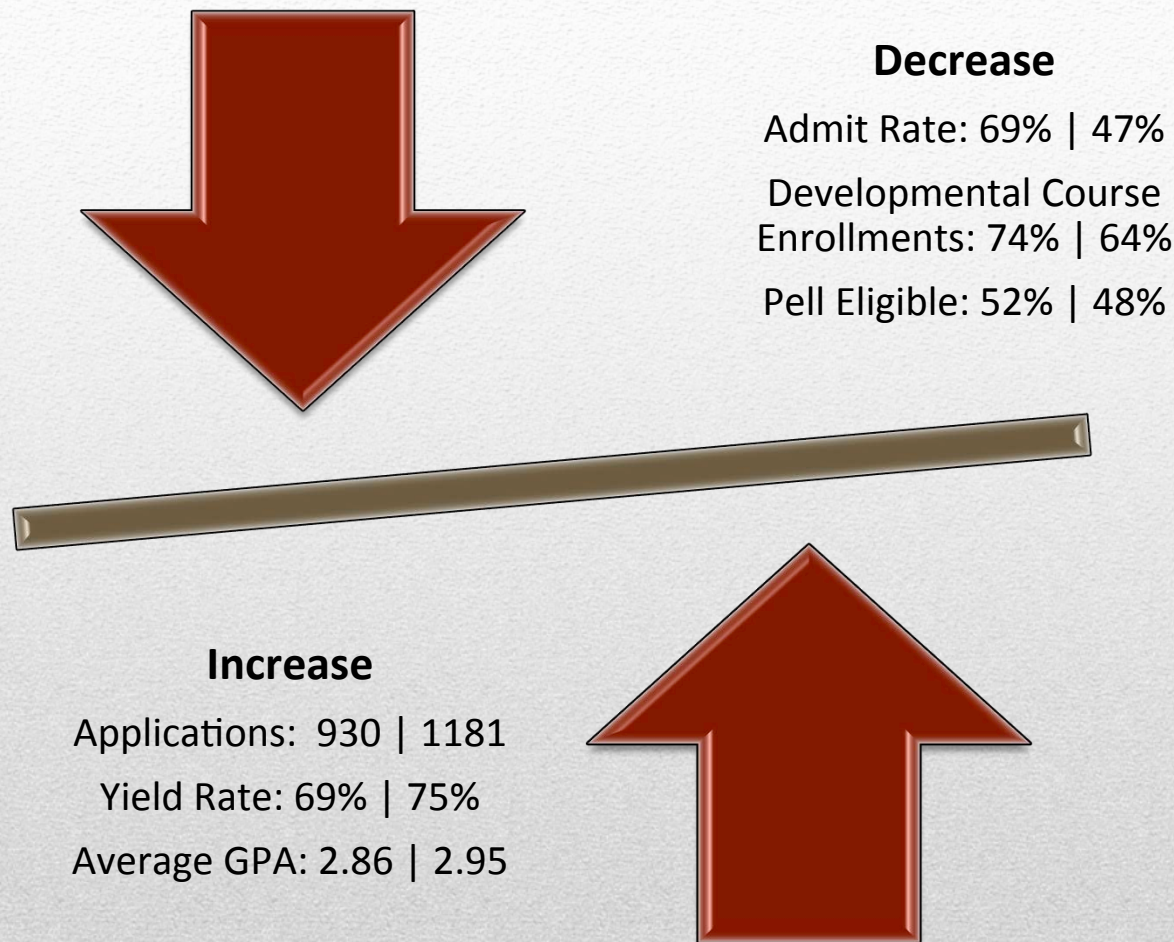 Decrease
Admit Rate: 69% | 47%
Developmental Course
Enrollments: 74% | 64%
Pell Eligible: 52% | 48%
Increase
Applications:  930 | 1181
Yield Rate: 69% | 75%
Average GPA: 2.86 | 2.95